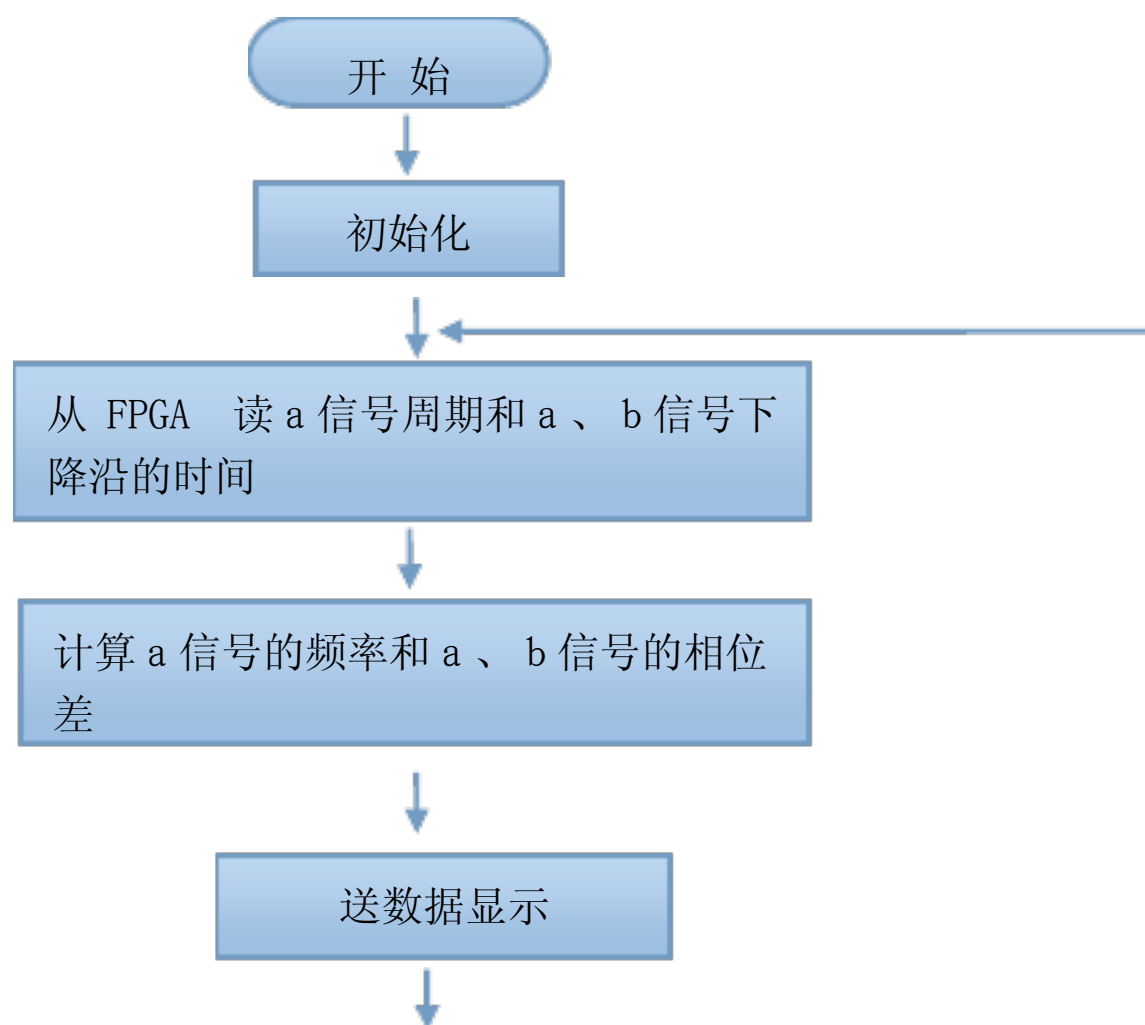 开 始
初始化
从 FPGA 读 a 信号周期和 a 、 b 信号下
降沿的时间
计算 a 信号的频率和 a 、 b 信号的相位
差
送数据显示